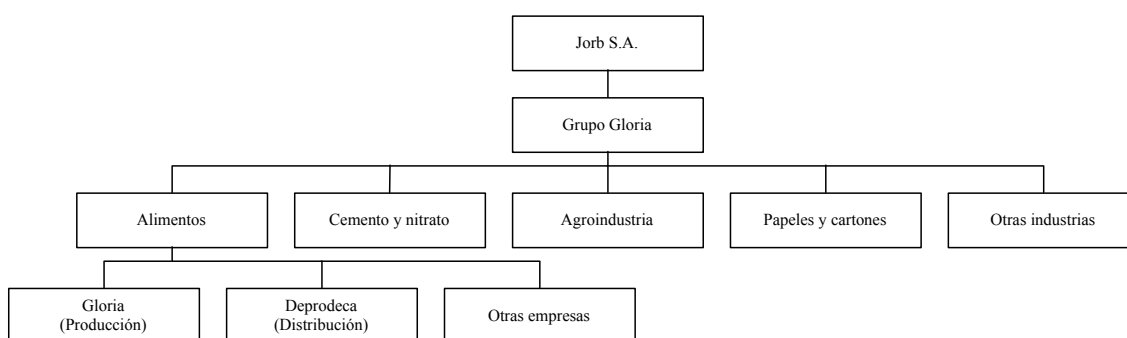 Jorb S.A.
Grupo Gloria
Alimentos
Cemento y nitrato
Agroindustria
Papeles y cartones
Otras industrias
Gloria
(Producción)
Deprodeca
(Distribución)
Otras empresas